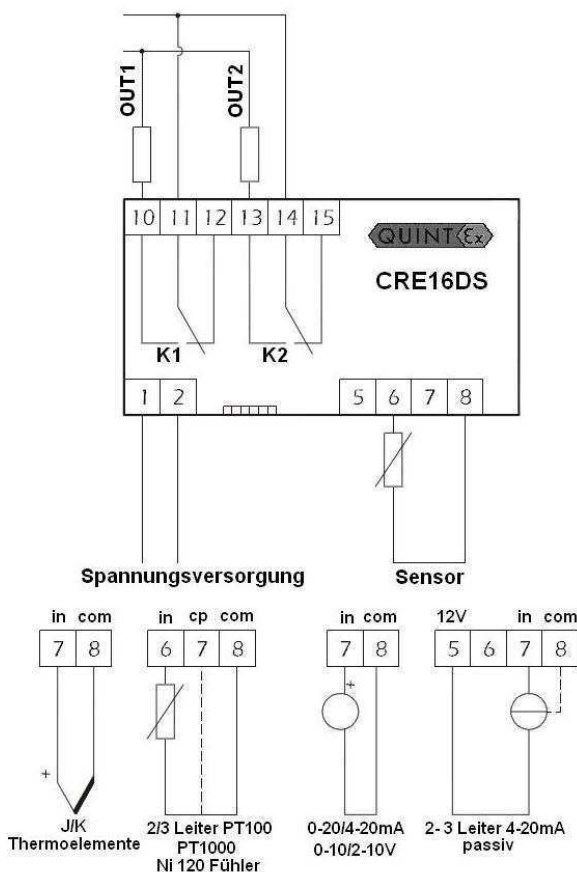 OUT1
OUT2
10 11 12 13 14 15
QUINT Ex
CRE16DS
K1
K2
1 2
5 6 7 8
Spannungsversorgung
Sensor
in com
7 8
+
J/K
Thermoelemente
in cp com
6 7 8
2/3 Leiter PT100
PT1000
Ni 120 Fühler
in com
7 8
+
0-20/4-20mA
0-10/2-10V
12V in com
5 6 7 8
2- 3 Leiter 4-20mA
passiv